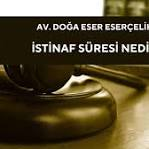 AV. DOĞA ESER ESERÇELİK
İSTİNAF SÜRESİ NEDİ